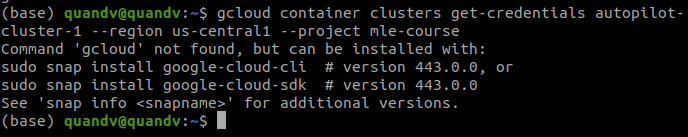 (base) quandv@quandv:~$ gcloud container clusters get-credentials autopilot-
cluster-1 --region us-central1 --project mle-course
Command 'gcloud' not found, but can be installed with:
sudo snap install google-cloud-cli  # version 443.0.0, or
sudo snap install google-cloud-sdk  # version 443.0.0
See 'snap info <snapname>' for additional versions.
(base) quandv@quandv:~$